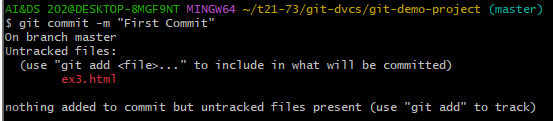 AI&DS 202@DESKTOP-8MGF9NT MINGW64 ~/t21-73/git-dvcs/git-demo-project (master)
$ git commit -m "First Commit"
On branch master
Untracked files:
  (use "git add <file>..." to include in what will be committed)
        ex3.html

nothing added to commit but untracked files present (use "git add" to track)